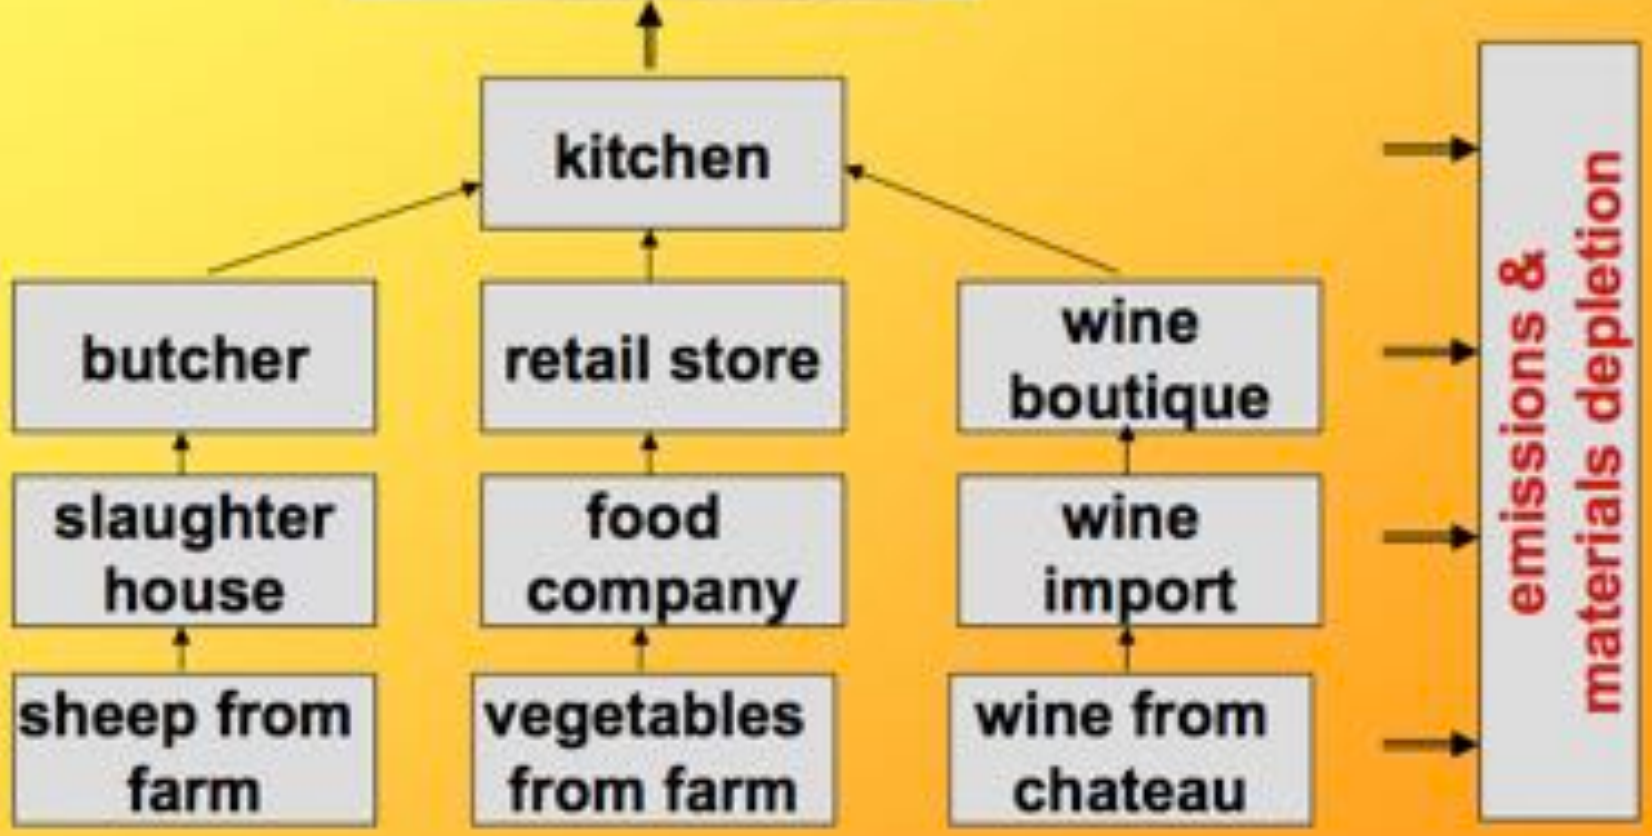 kitchen
butcher
retail store
wine
boutique
slaughter
house
food
company
wine
import
sheep from
farm
vegetables
from farm
wine from
chateau
emissions &
materials depletion